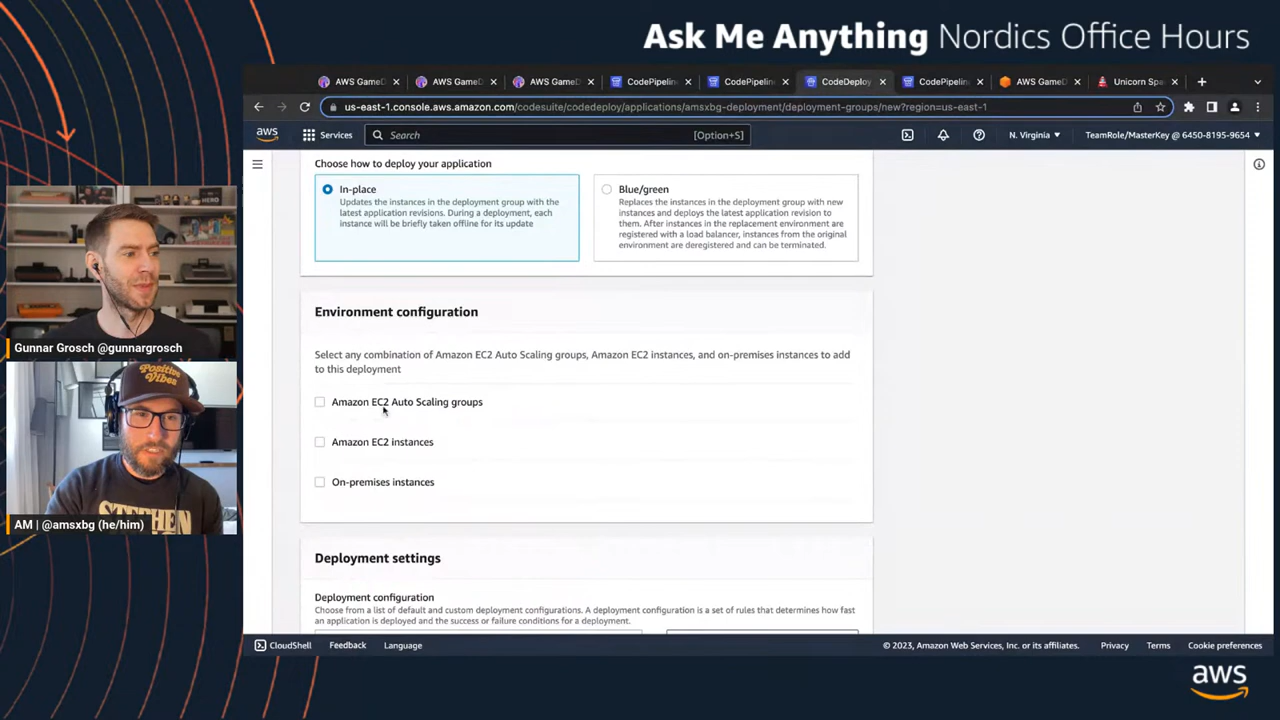 Ask Me Anything Nordics Office Hours
AWS GameD
AWS GameD
AWS GameD
CodePipelin
CodePipelin
CodeDeploy
CodePipelin
AWS GameD
Unicorn Spa
us-east-1.console.aws.amazon.com/codesuite/codedeploy/applications/amsxbg-deployment/deployment-groups/new?region=us-east-1
aws
Services
Search
[Option+S]
N. Virginia
TeamRole/MasterKey @ 6450-8195-9654
Choose how to deploy your application
In-place
Updates the instances in the deployment group with the
latest application revisions. During a deployment, each
instance will be briefly taken offline for its update
Blue/green
Replaces the instances in the deployment group with new
instances and deploys the latest application revision to
them. After instances in the replacement environment are
registered with a load balancer, instances from the original
environment are deregistered and can be terminated.
Environment configuration
Select any combination of Amazon EC2 Auto Scaling groups, Amazon EC2 instances, and on-premises instances to add
to this deployment
Amazon EC2 Auto Scaling groups
Amazon EC2 instances
On-premises instances
Deployment settings
Deployment configuration
Choose from a list of default and custom deployment configurations. A deployment configuration is a set of rules that determines how fast
an application is deployed and the success or failure conditions for a deployment.
CloudShell
Feedback
Language
© 2023, Amazon Web Services, Inc. or its affiliates.
Privacy
Terms
Cookie preferences
HERO
Gunnar Grosch @gunnargrosch
POSITIVE
Vibes
STEPHEN
AM | @amsxbg (he/him)
aws